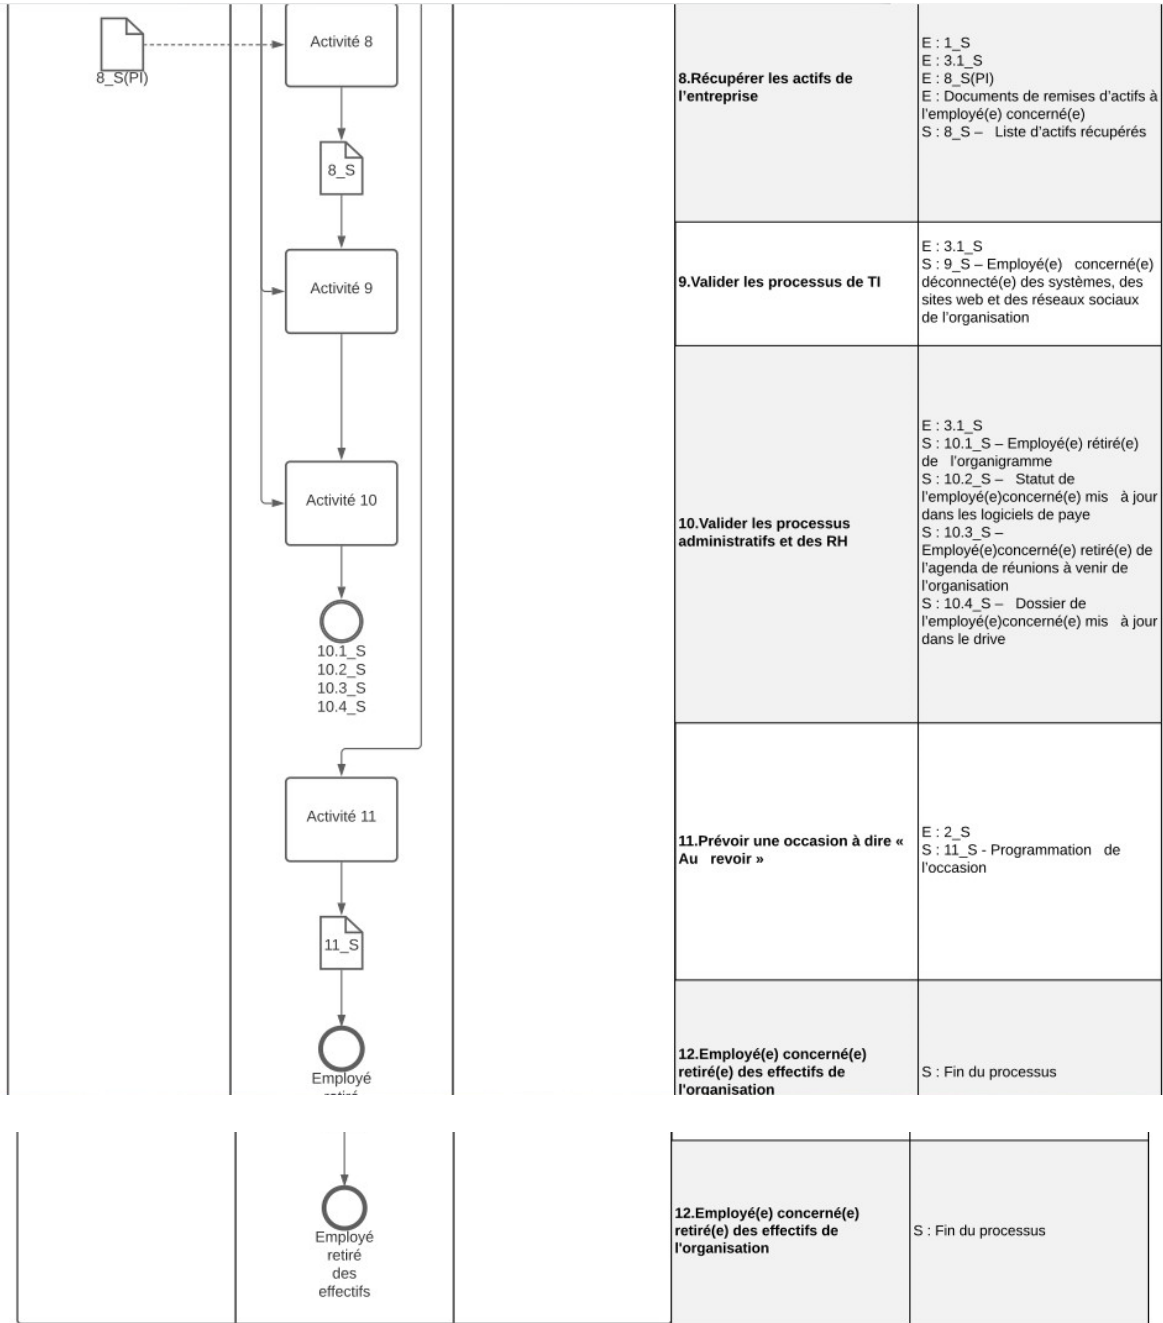 Activité 8
8_S(PI)
8_S
Activité 9
Activité 10
10.1_S
10.2_S
10.3_S
10.4_S
Activité 11
11_S
Employé
retiré
8.Récupérer les actifs de
l'entreprise
E : 1_S
E : 3.1_S
E : 8_S(PI)
E : Documents de remises d'actifs à
l'employé(e) concerné(e)
S : 8_S – Liste d'actifs récupérés
9.Valider les processus de TI
E : 3.1_S
S : 9_S – Employé(e) concerné(e)
déconnecté(e) des systèmes, des
sites web et des réseaux sociaux
de l'organisation
10.Valider les processus
administratifs et des RH
E : 3.1_S
S : 10.1_S – Employé(e) rétiré(e)
de l'organigramme
S : 10.2_S – Statut de
l'employé(e)concerné(e) mis à jour
dans les logiciels de paye
S : 10.3_S –
Employé(e)concerné(e) retiré(e) de
l'agenda de réunions à venir de
l'organisation
S : 10.4_S – Dossier de
l'employé(e)concerné(e) mis à jour
dans le drive
11.Prévoir une occasion à dire «
Au revoir »
E : 2_S
S : 11_S - Programmation de
l'occasion
12.Employé(e) concerné(e)
retiré(e) des effectifs de
l'organisation
S : Fin du processus
Employé
retiré
des
effectifs
12.Employé(e) concerné(e)
retiré(e) des effectifs de
l'organisation
S : Fin du processus